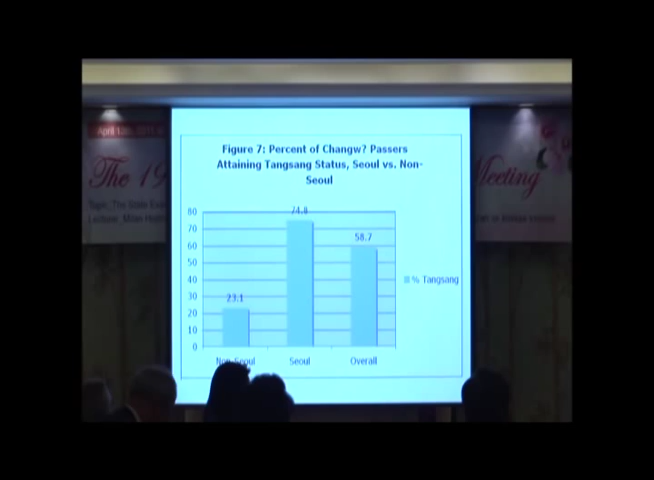 Figure 7: Percent of Changw? Passers
Attaining Tangsang Status, Seoul vs. Non-
Seoul
80
70
60
50
40
30
20
10
0
23.1
74.8
58.7
Non-Seoul
Seoul
Overall
% Tangsang
The 19
Meeting